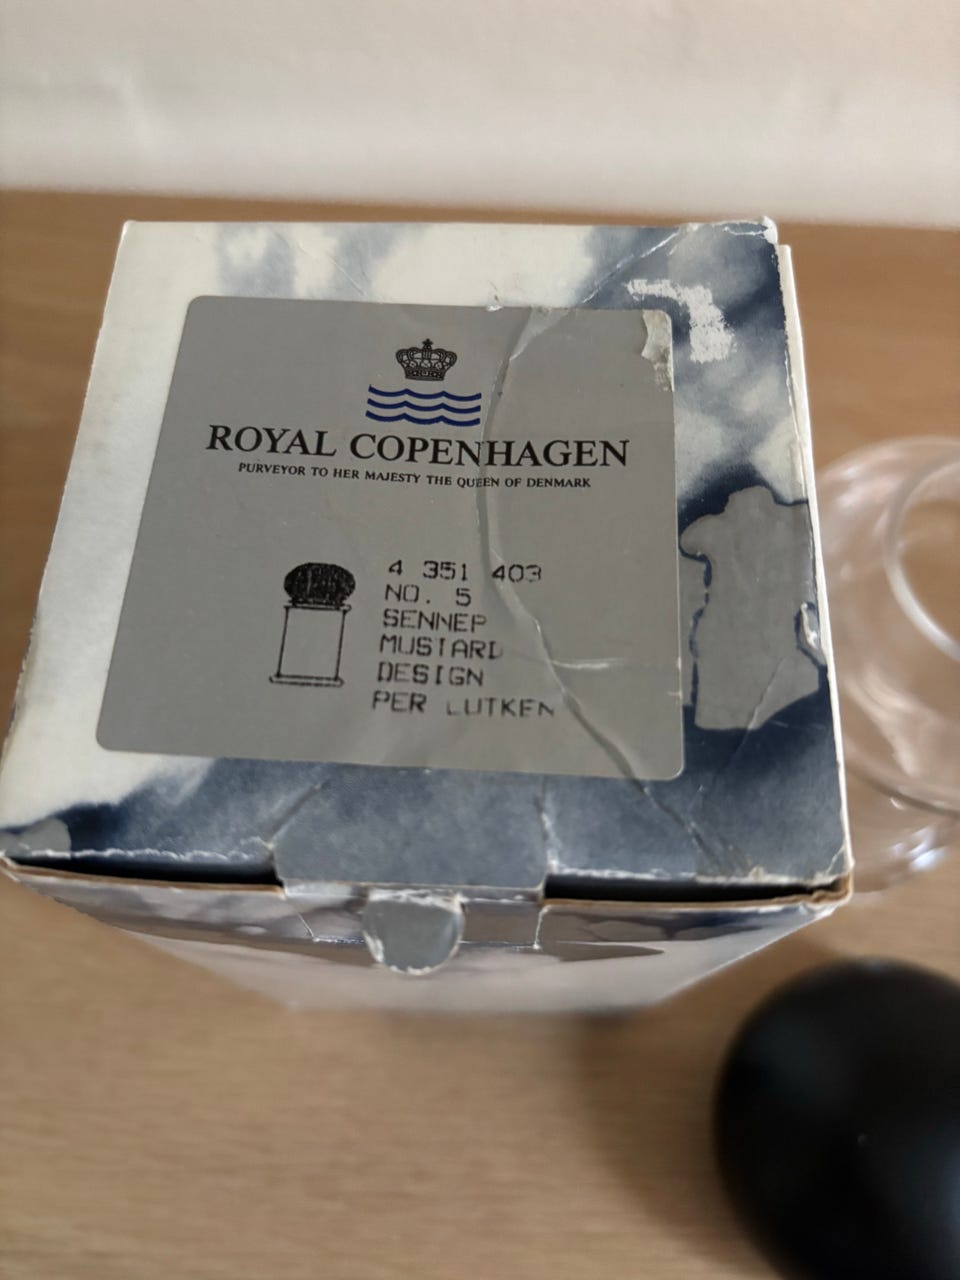 ROYAL COPENHAGEN
PURVEYOR TO HER MAJESTY THE QUEEN OF DENMARK
4 351 403
NO. 5
SENNEP
MUSTARD
DESIGN
PER LUTKEN